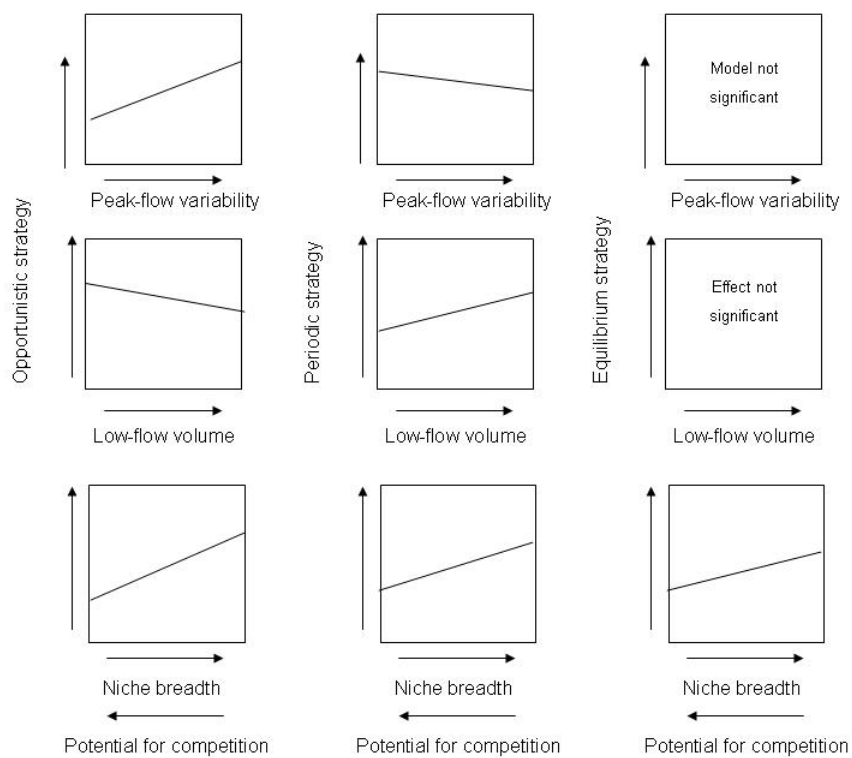 Model not
significant
Peak-flow variability
Peak-flow variability
Peak-flow variability
Opportunistic strategy
Periodic strategy
Equilibrium strategy
Effect not
significant
Low-flow volume
Low-flow volume
Low-flow volume
Niche breadth
Niche breadth
Niche breadth
Potential for competition
Potential for competition
Potential for competition